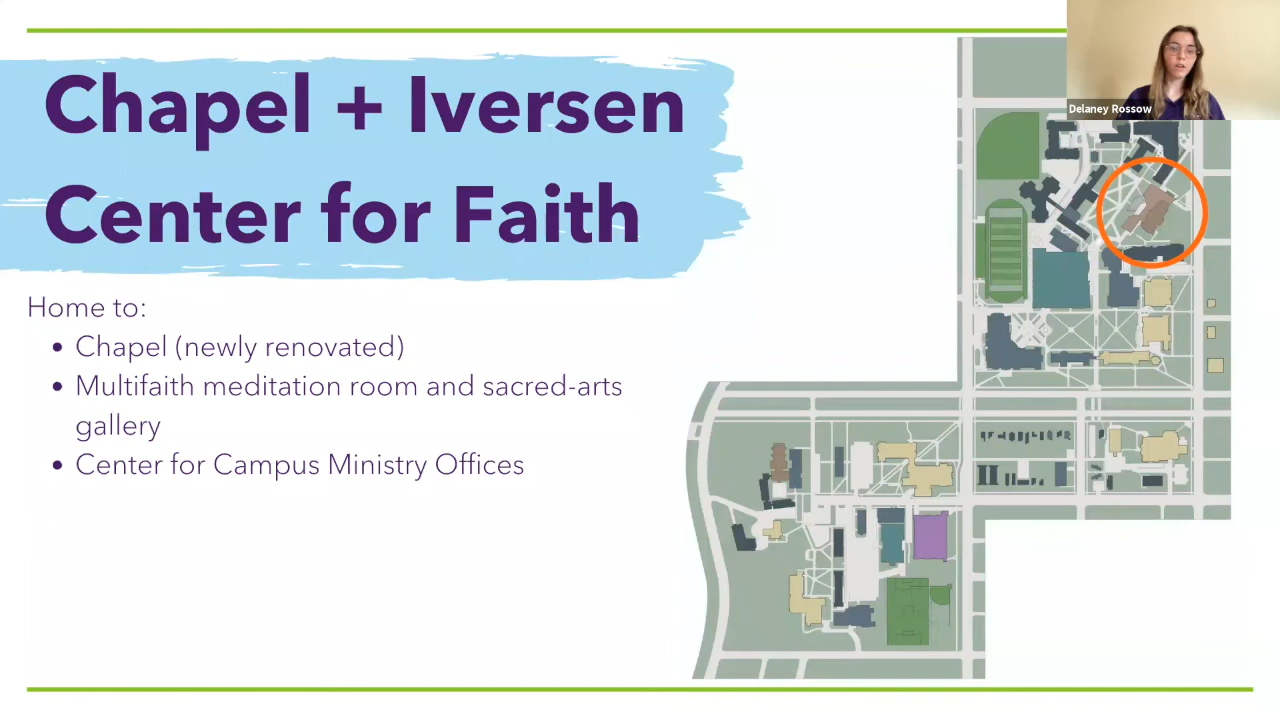 Chapel + Iversen
Center for Faith
Delaney Rossow
Home to:
• Chapel (newly renovated)
• Multifaith meditation room and sacred-arts
gallery
• Center for Campus Ministry Offices